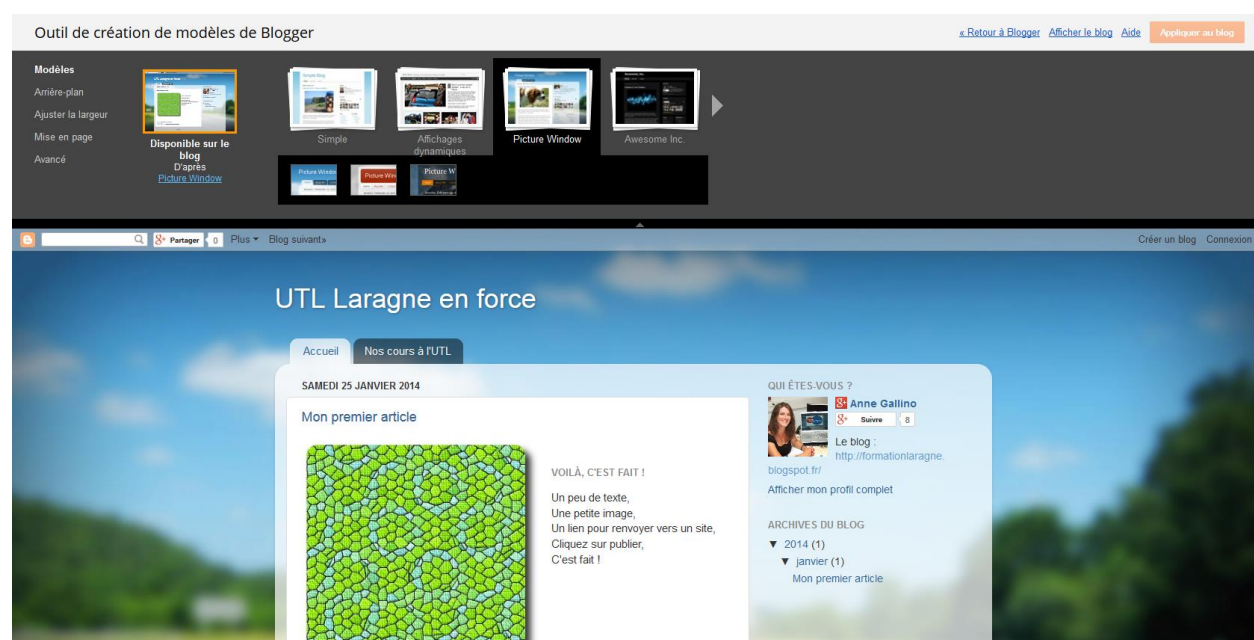 Outil de création de modèles de Blogger
« Retour à Blogger Afficher le blog Aide Appliquer au blog
Modèles
Arrière-plan
Ajuster la largeur
Mise en page
Avancé
Disponible sur le
blog
D'après
Picture Window
Simple
Affichages
dynamiques
Picture Window
Awesome Inc.
Picture Window
Picture Win
Picture W
Partager 0 Plus Blog suivant»
Créer un blog Connexion
UTL Laragne en force
Accueil Nos cours à l'UTL
SAMEDI 25 JANVIER 2014
Mon premier article
VOILÀ, C'EST FAIT !
Un peu de texte,
Une petite image,
Un lien pour renvoyer vers un site,
Cliquez sur publier,
C'est fait !
QUI ÊTES-VOUS ?
Anne Gallino
Suivre 8
Le blog :
http://formationlaragne.
blogspot.fr/
Afficher mon profil complet
ARCHIVES DU BLOG
▼ 2014 (1)
▼ janvier (1)
Mon premier article